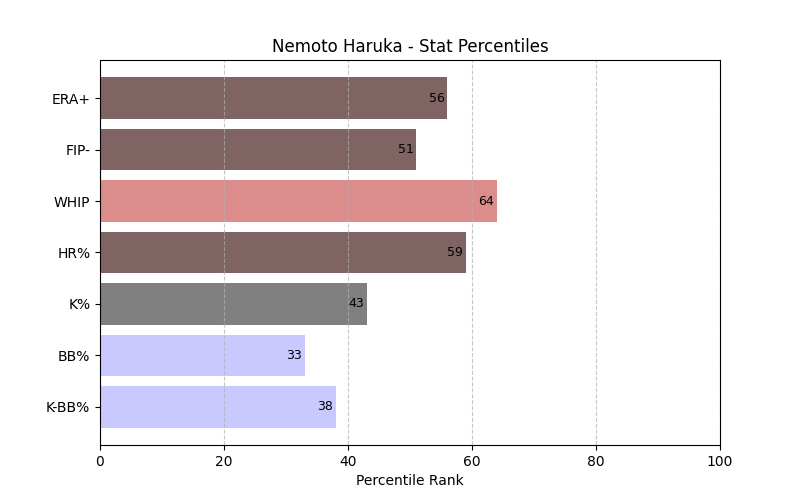 Nemoto Haruka - Stat Percentiles
ERA+ 56
FIP- 51
WHIP 64
HR% 59
K% 43
BB% 33
K-BB% 38
0 20 40 60 80 100
Percentile Rank